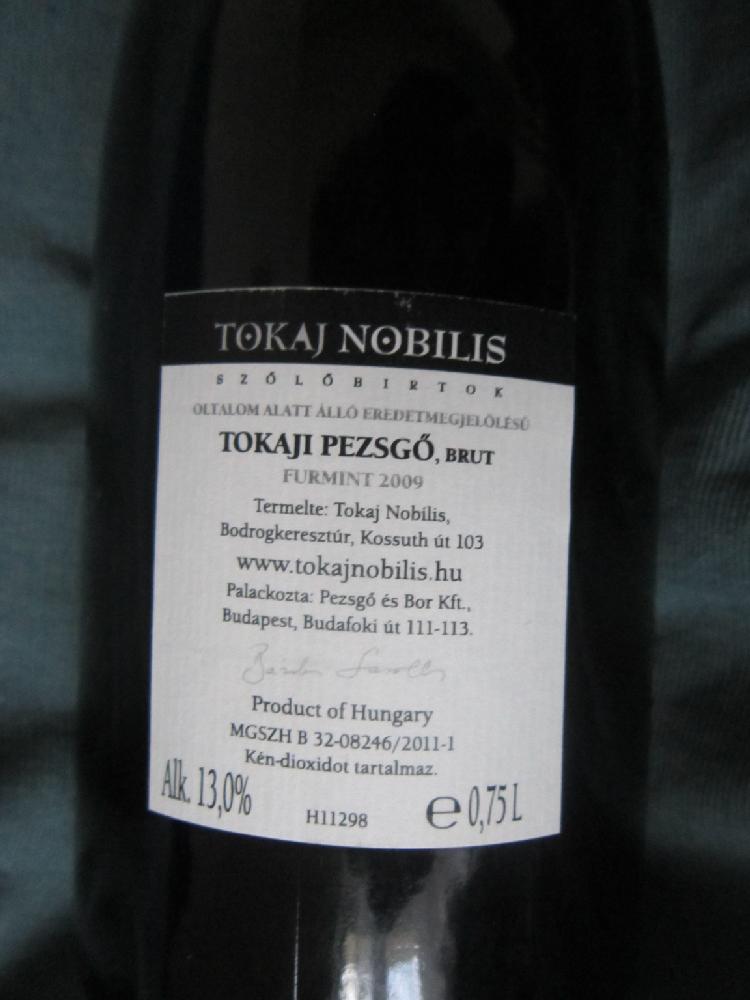 TOKAJ NOBILIS
SZŐLŐBIRTOK
OLTALOM ALATT ÁLLÓ EREDETMEGJELÖLÉSŰ
TOKAJI PEZSGŐ, BRUT
FURMINT 2009
Termelte: Tokaj Nobilis,
Bodrogkeresztúr, Kossuth út 103
www.tokajnobilis.hu
Palackozta: Pezsgő és Bor Kft.,
Budapest, Budafoki út 111-113.
Product of Hungary
MGSZH B 32-08246/2011-1
Kén-dioxidot tartalmaz.
Alk. 13,0%
H11298
e 0,75 L